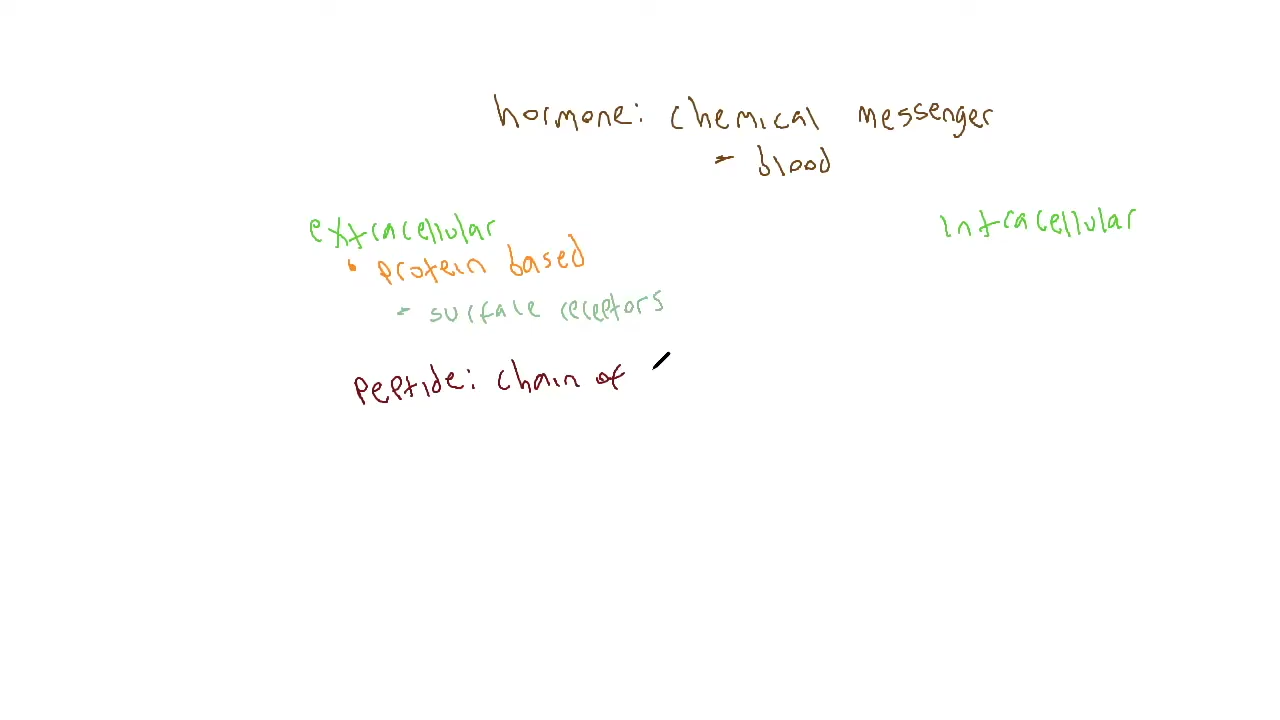 hormone: chemical messenger
- blood
extracellular
intracellular
• protein based
- surface receptors
peptide: chain of